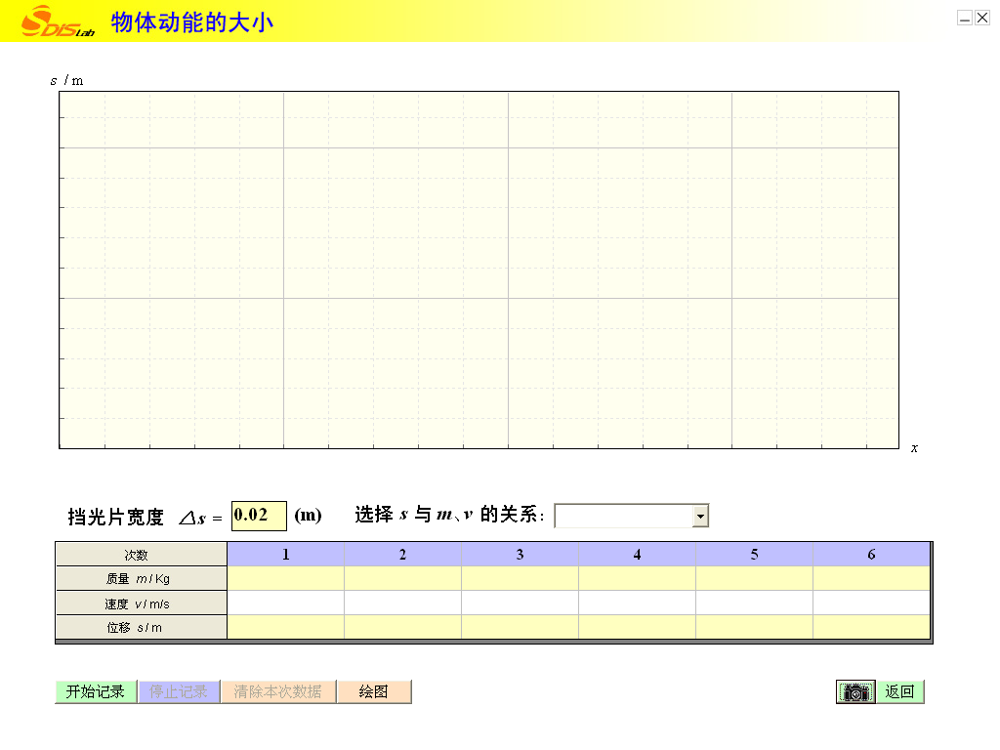 SDISLab 物体动能的大小
s / m
x
挡光片宽度 △s = 0.02 (m) 选择 s 与 m、v 的关系:
次数 1 2 3 4 5 6
质量 m / Kg
速度 v / m/s
位移 s / m
开始记录 停止记录 清除本次数据 绘图 返回